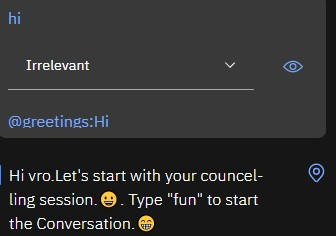 hi
Irrelevant
@greetings:Hi
Hi vro.Let's start with your councel-
ling session.😀. Type "fun" to start
the Conversation.😁